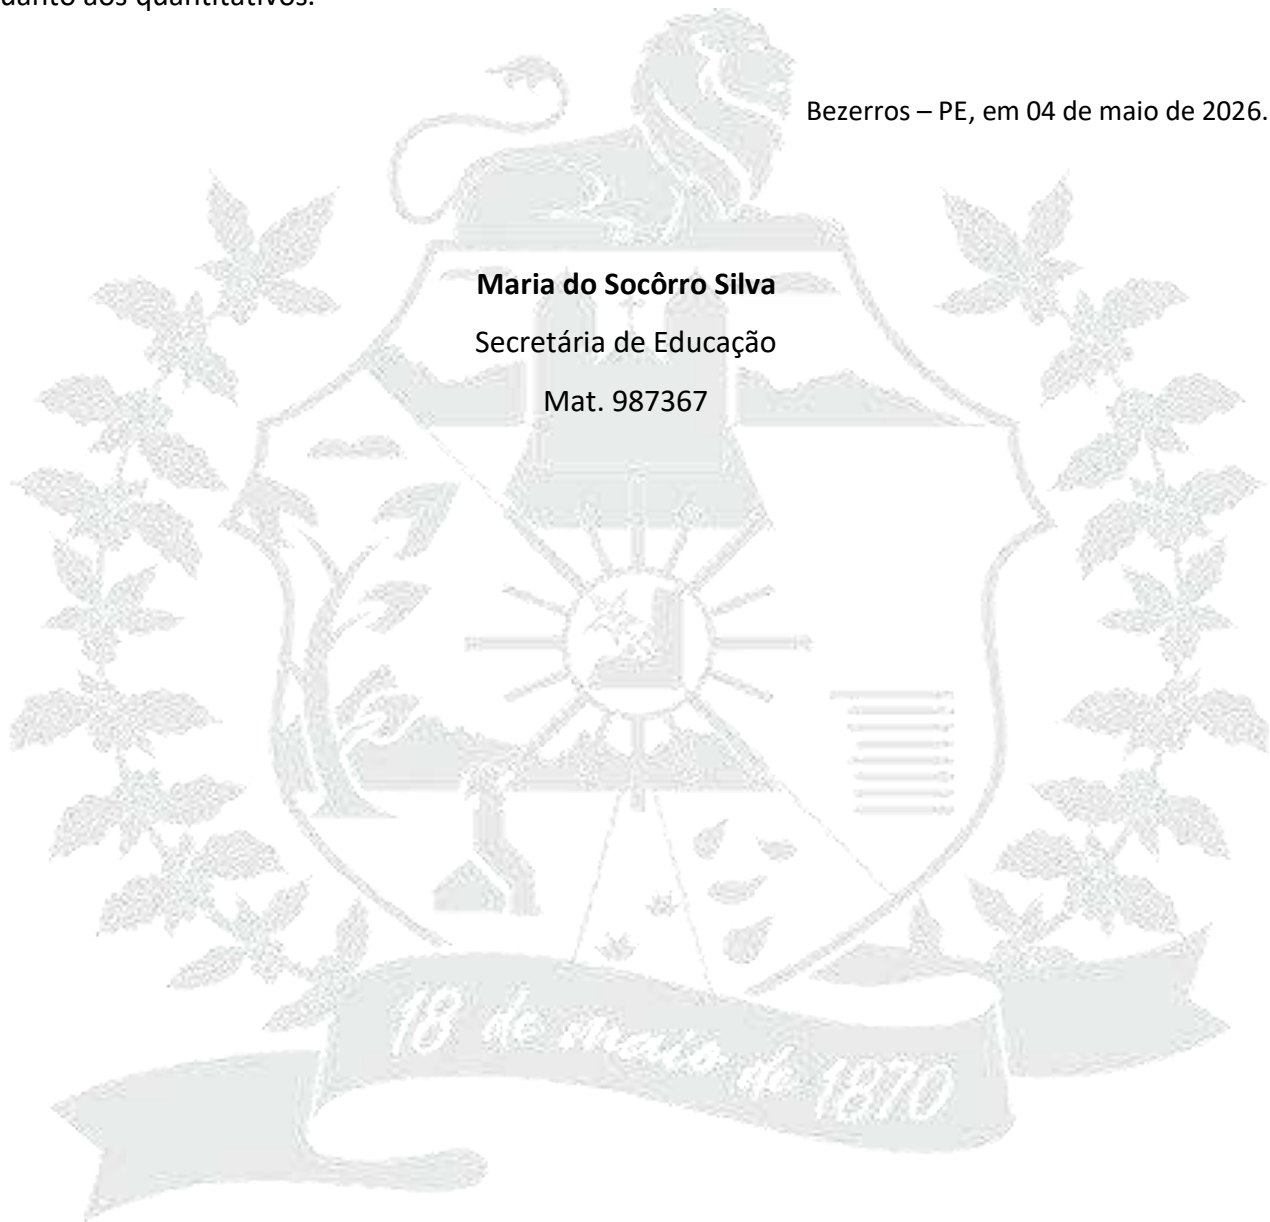 quanto aos quantitativos.
Bezerros – PE, em 04 de maio de 2026.
Maria do Socôrro Silva
Secretária de Educação
Mat. 987367
18 de maio de 1870